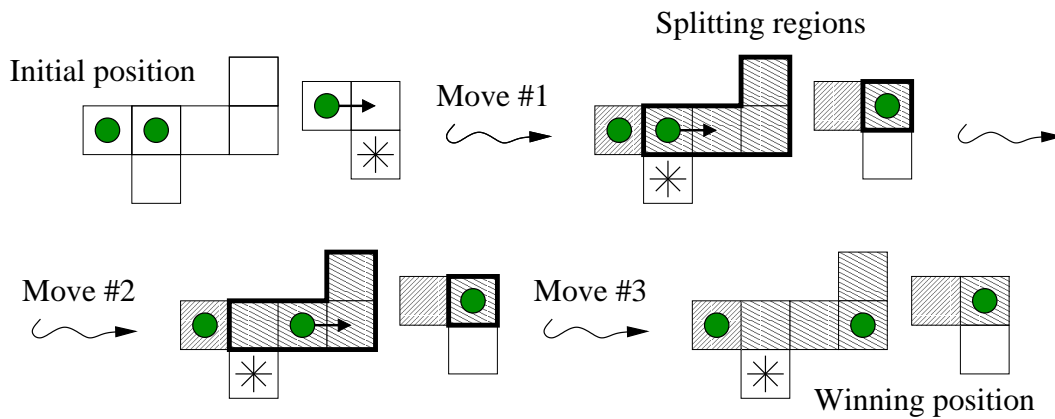 Splitting regions
Initial position
Move #1
Move #2
Move #3
Winning position